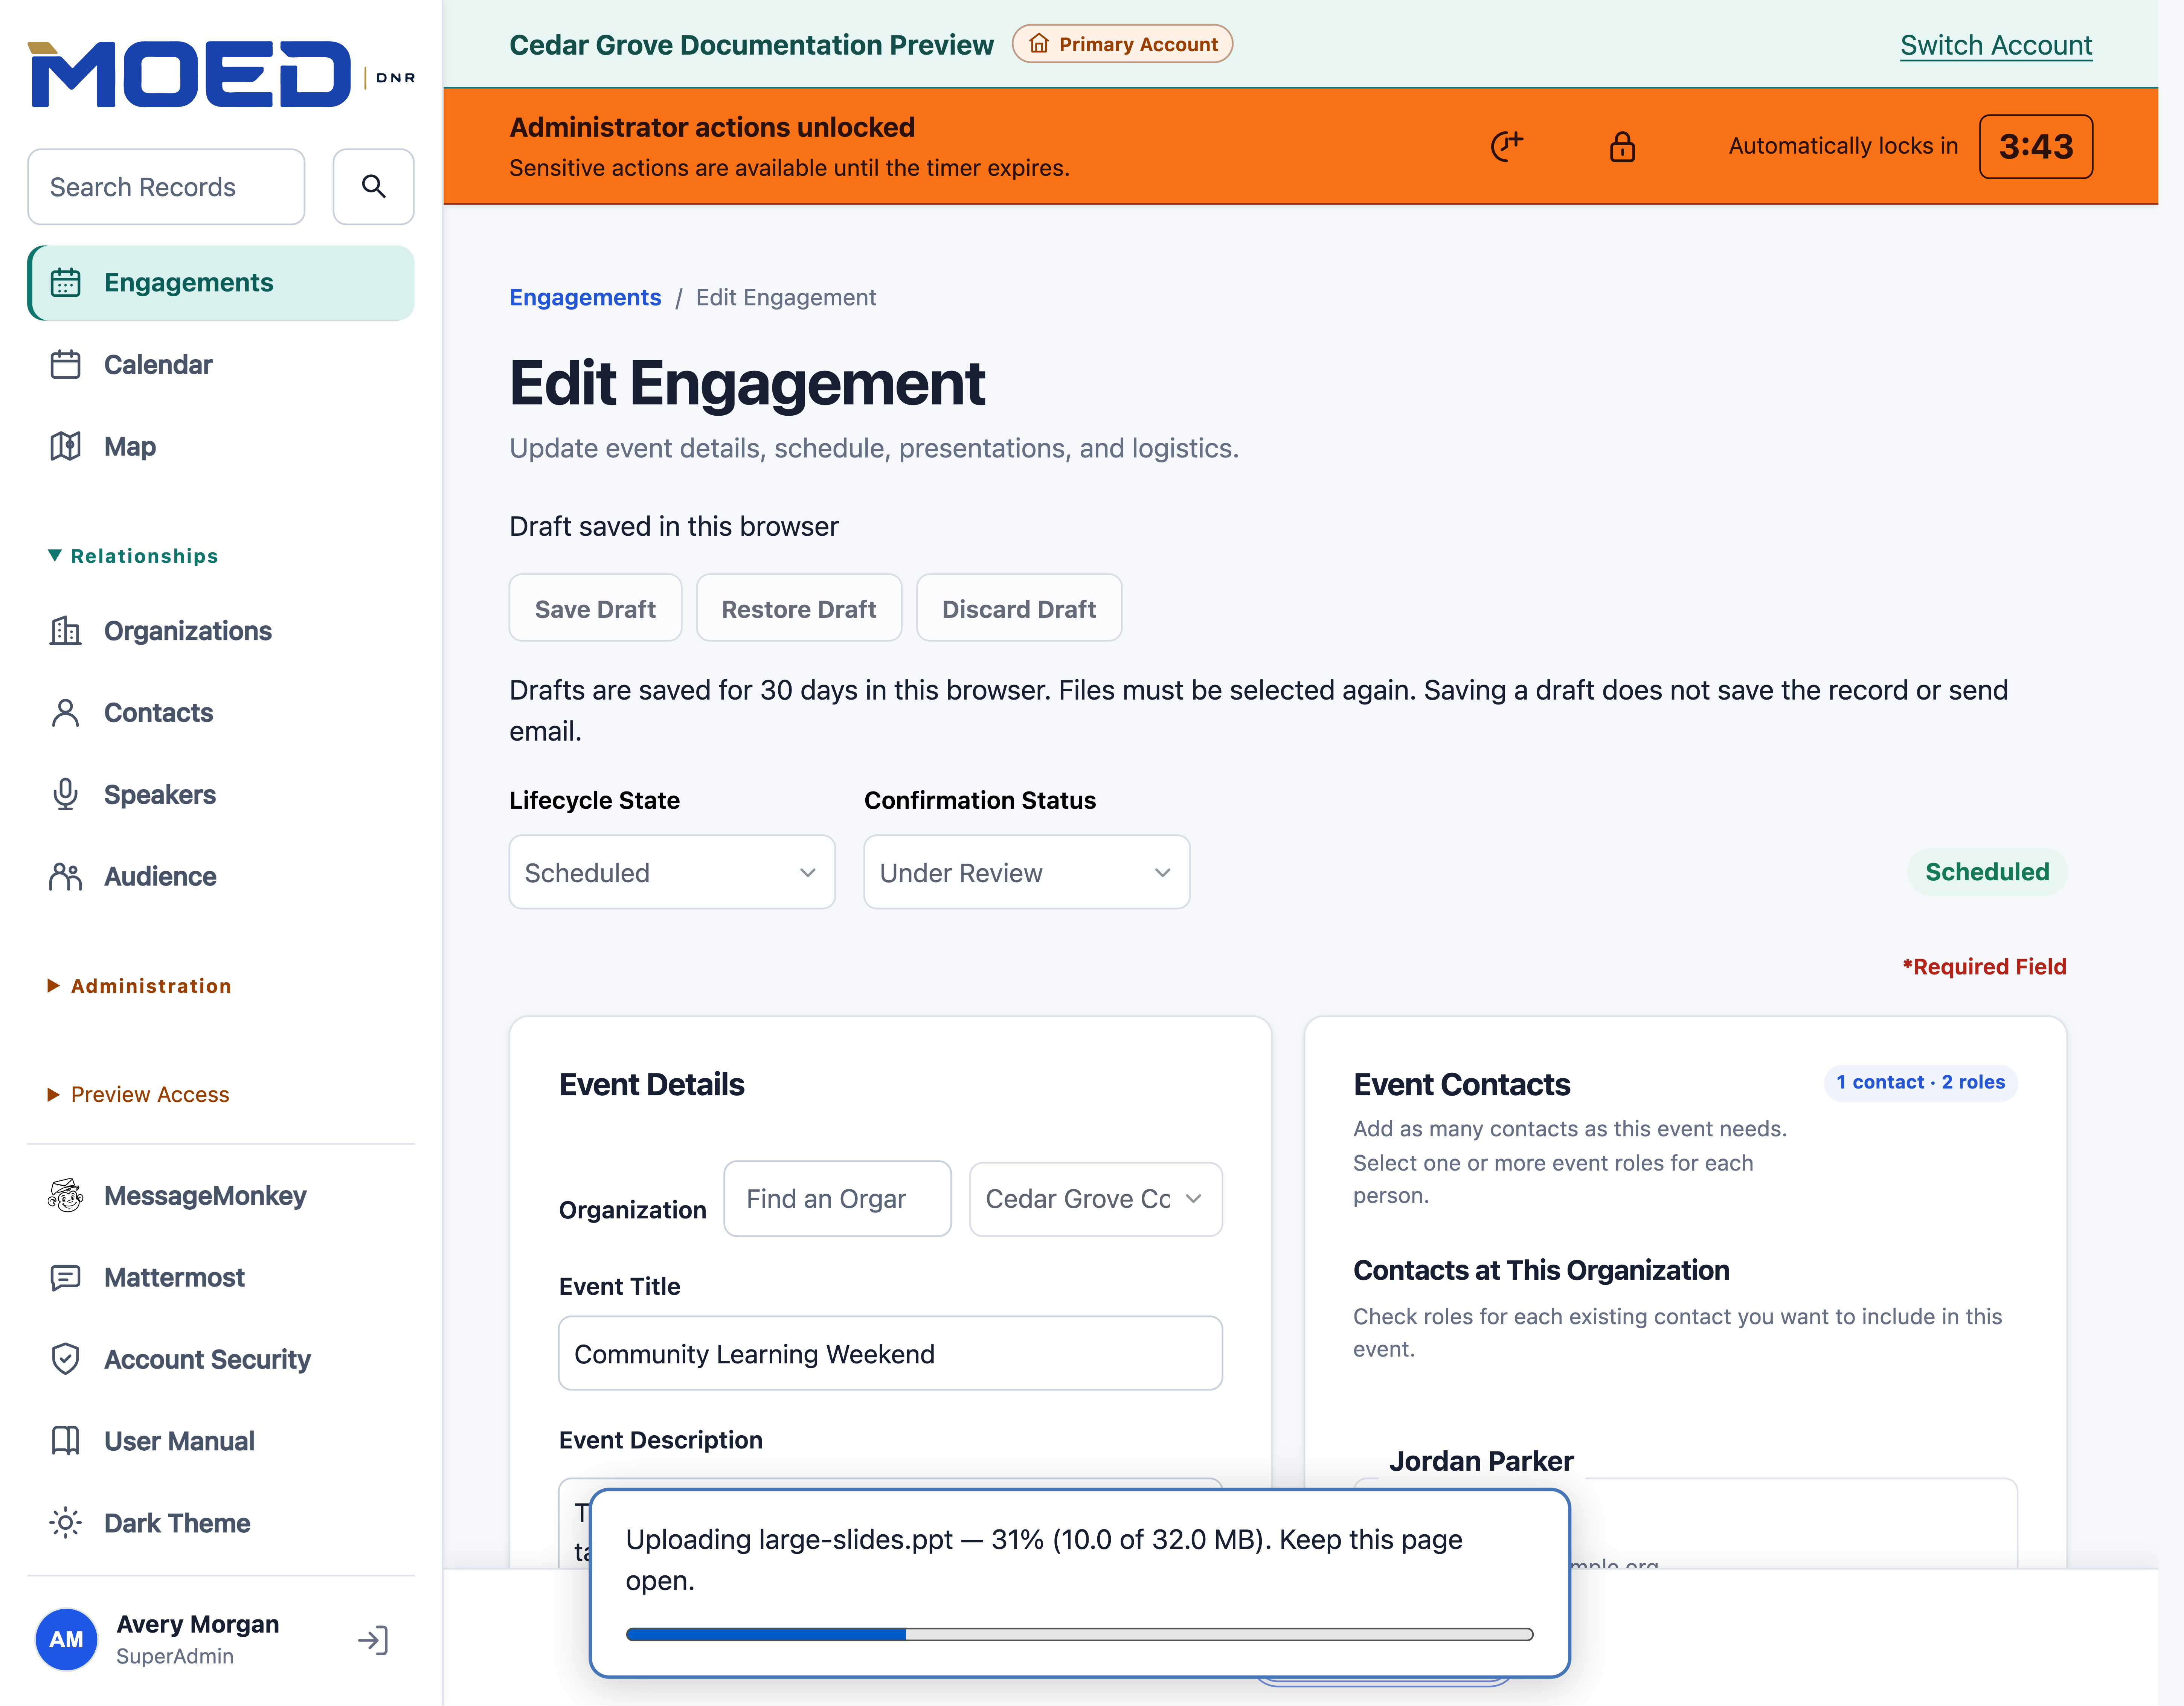 MOED
DNR
Search Records
Engagements
Calendar
Map
Relationships
Organizations
Contacts
Speakers
Audience
Administration
Preview Access
MessageMonkey
Mattermost
Account Security
User Manual
Dark Theme
AM
Avery Morgan
SuperAdmin
Cedar Grove Documentation Preview
Primary Account
Switch Account
Administrator actions unlocked
Sensitive actions are available until the timer expires.
Automatically locks in
3:43
Engagements / Edit Engagement
Edit Engagement
Update event details, schedule, presentations, and logistics.
Draft saved in this browser
Save Draft
Restore Draft
Discard Draft
Drafts are saved for 30 days in this browser. Files must be selected again. Saving a draft does not save the record or send
email.
Lifecycle State
Confirmation Status
Scheduled
Under Review
Scheduled
*Required Field
Event Details
Organization
Find an Orgar
Cedar Grove Cc
Event Title
Community Learning Weekend
Event Description
Event Contacts
1 contact · 2 roles
Add as many contacts as this event needs.
Select one or more event roles for each
person.
Contacts at This Organization
Check roles for each existing contact you want to include in this
event.
Jordan Parker
Uploading large-slides.ppt — 31% (10.0 of 32.0 MB). Keep this page
open.